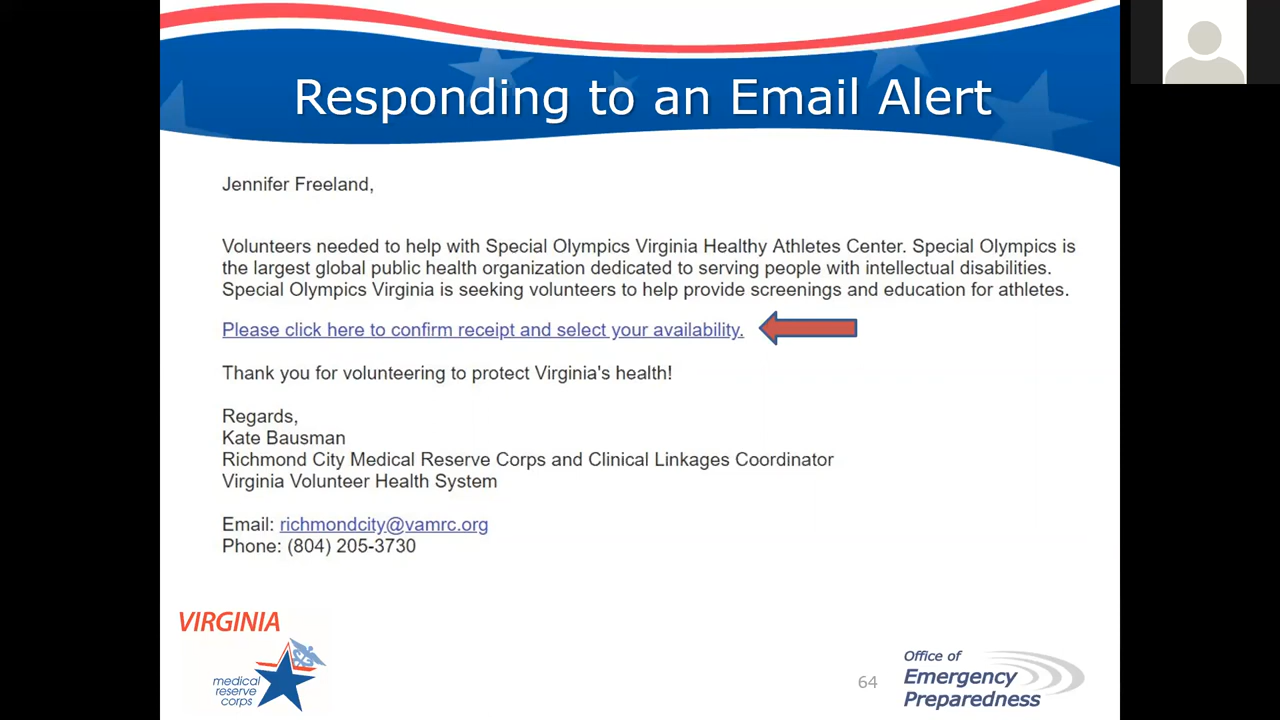 Responding to an Email Alert
Jennifer Freeland,
Volunteers needed to help with Special Olympics Virginia Healthy Athletes Center. Special Olympics is
the largest global public health organization dedicated to serving people with intellectual disabilities.
Special Olympics Virginia is seeking volunteers to help provide screenings and education for athletes.
Please click here to confirm receipt and select your availability.
Thank you for volunteering to protect Virginia's health!
Regards,
Kate Bausman
Richmond City Medical Reserve Corps and Clinical Linkages Coordinator
Virginia Volunteer Health System
Email: richmondcity@vamrc.org
Phone: (804) 205-3730
VIRGINIA
medical
reserve
corps
64
Office of
Emergency
Preparedness